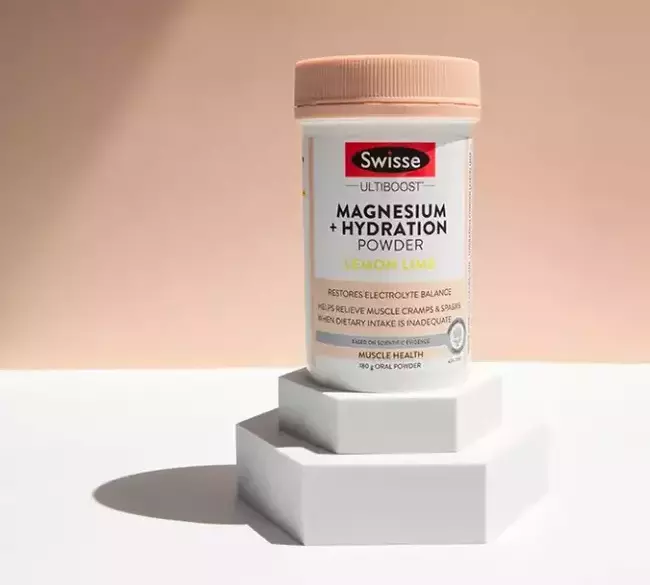 Swisse
ULTIBOOST
MAGNESIUM
+ HYDRATION
POWDER
LEMON LIME
RESTORES ELECTROLYTE BALANCE
HELPS RELIEVE MUSCLE CRAMPS & SPASMS
WHEN DIETARY INTAKE IS INADEQUATE
BASED ON SCIENTIFIC EVIDENCE
MUSCLE HEALTH
180 g ORAL POWDER